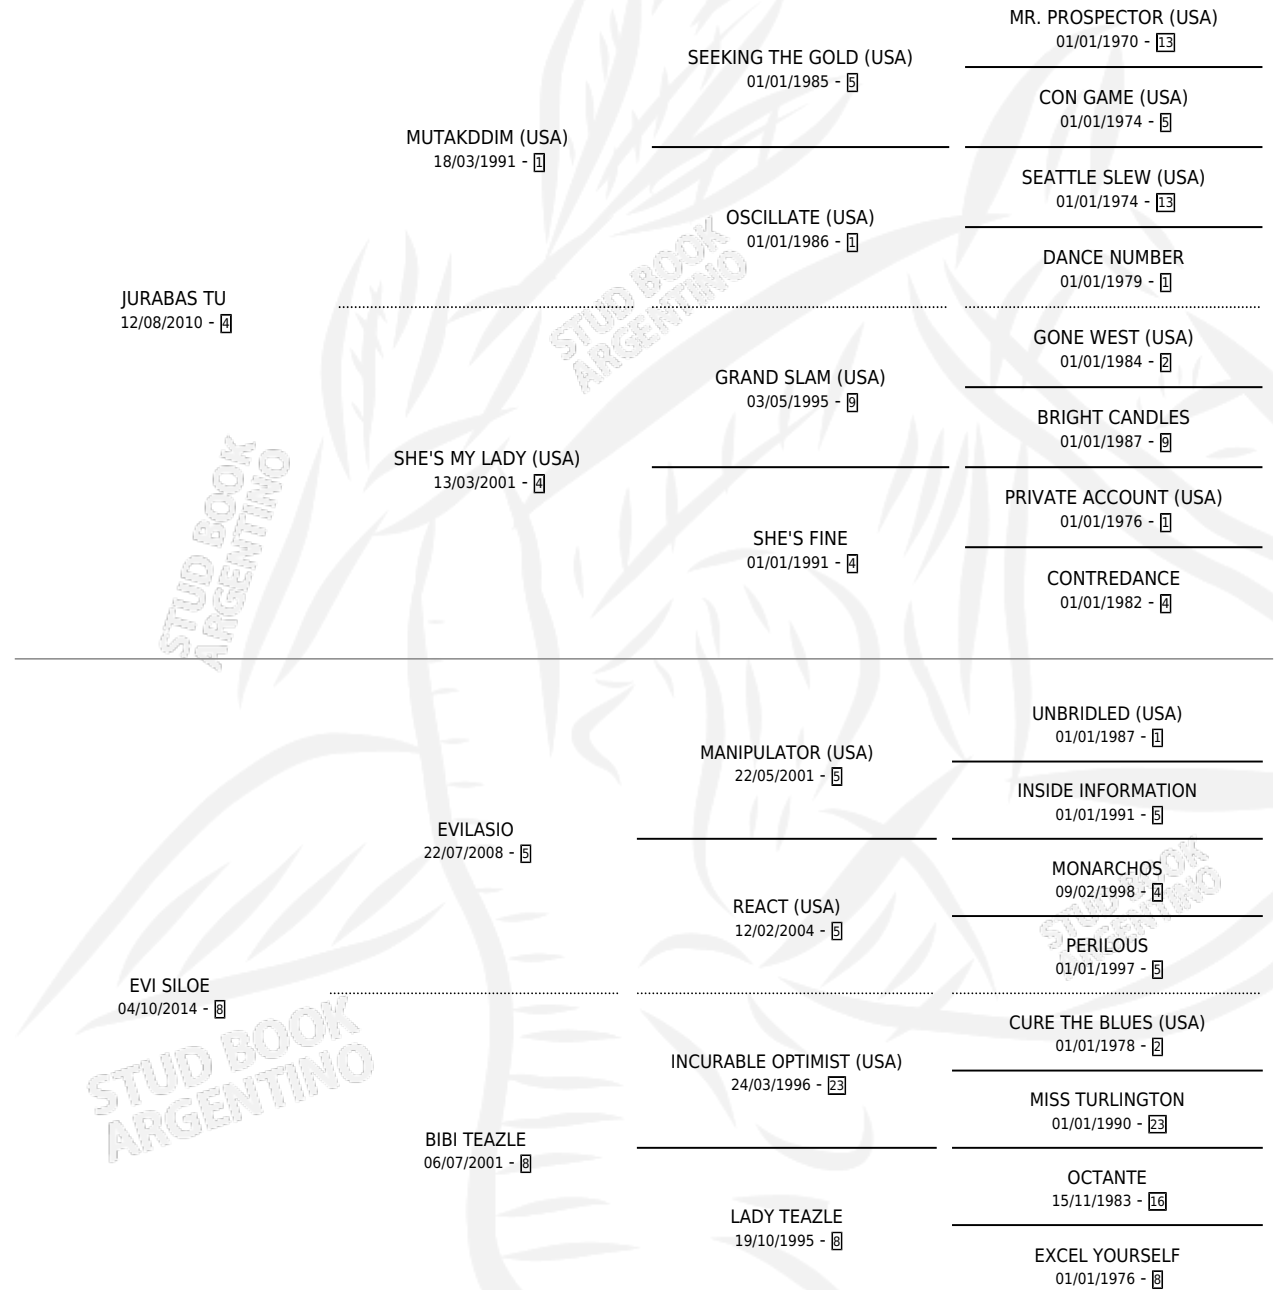 MR. PROSPECTOR (USA)
01/01/1970 - 13
SEEKING THE GOLD (USA)
01/01/1985 - 5
CON GAME (USA)
01/01/1974 - 5
MUTAKDDIM (USA)
18/03/1991 - 1
SEATTLE SLEW (USA)
01/01/1974 - 13
OSCILLATE (USA)
01/01/1986 - 1
DANCE NUMBER
01/01/1979 - 1
JURABAS TU
12/08/2010 - 4
STUD BOOK
ARGENTINO
GONE WEST (USA)
01/01/1984 - 2
GRAND SLAM (USA)
03/05/1995 - 9
BRIGHT CANDLES
01/01/1987 - 9
SHE'S MY LADY (USA)
13/03/2001 - 4
PRIVATE ACCOUNT (USA)
01/01/1976 - 1
SHE'S FINE
01/01/1991 - 4
CONTREDANCE
01/01/1982 - 4
STUD BOOK
ARGENTINO
UNBRIDLED (USA)
01/01/1987 - 1
MANIPULATOR (USA)
22/05/2001 - 5
INSIDE INFORMATION
01/01/1991 - 5
EVILASIO
22/07/2008 - 5
MONARCHOS
09/02/1998 - 4
REACT (USA)
12/02/2004 - 5
STUD BOOK
ARGENTINO
PERILOUS
01/01/1997 - 5
EVI SILOE
04/10/2014 - 8
STUD BOOK
ARGENTINO
CURE THE BLUES (USA)
01/01/1978 - 2
INCURABLE OPTIMIST (USA)
24/03/1996 - 23
MISS TURLINGTON
01/01/1990 - 23
BIBI TEAZLE
06/07/2001 - 8
OCTANTE
15/11/1983 - 16
LADY TEAZLE
19/10/1995 - 8
EXCEL YOURSELF
01/01/1976 - 8